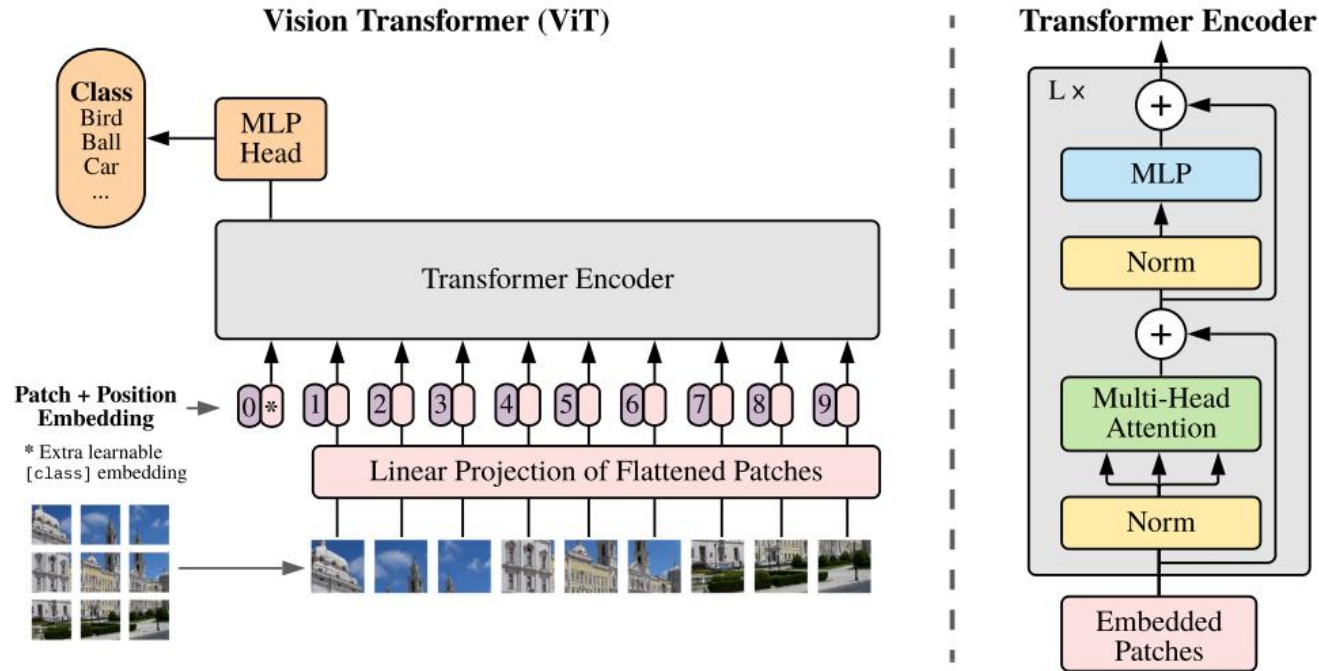 Vision Transformer (ViT)
Class
Bird
Ball
Car
...
MLP
Head
Transformer Encoder
Patch + Position
Embedding
0 * 1 2 3 4 5 6 7 8 9
* Extra learnable
[class] embedding
Linear Projection of Flattened Patches
Transformer Encoder
L ×
+
MLP
Norm
+
Multi-Head
Attention
Norm
Embedded
Patches